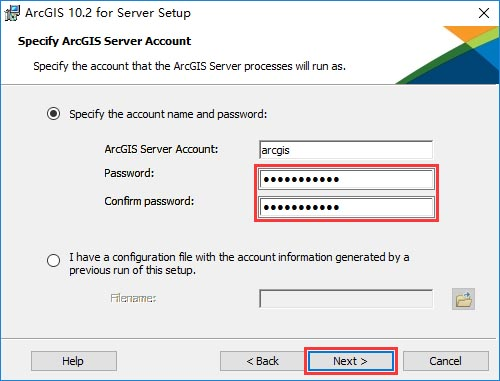 ArcGIS 10.2 for Server Setup
Specify ArcGIS Server Account
Specify the account that the ArcGIS Server processes will run as.
Specify the account name and password:
ArcGIS Server Account:
arcgis
Password:
●●●●●●●●●●●
Confirm password:
●●●●●●●●●●●
I have a configuration file with the account information generated by a
previous run of this setup.
Filename:
Help
< Back
Next >
Cancel